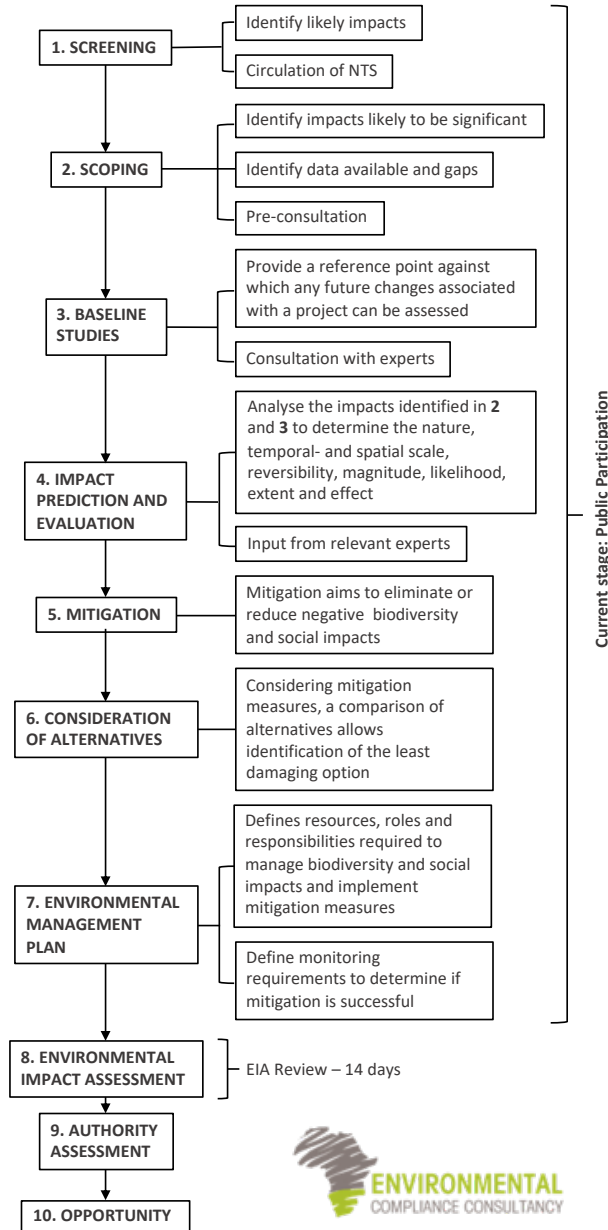 1. SCREENING
Identify likely impacts
Circulation of NTS
2. SCOPING
Identify impacts likely to be significant
Identify data available and gaps
Pre-consultation
3. BASELINE
STUDIES
Provide a reference point against
which any future changes associated
with a project can be assessed
Consultation with experts
4. IMPACT
PREDICTION AND
EVALUATION
Analyse the impacts identified in 2
and 3 to determine the nature,
temporal- and spatial scale,
reversibility, magnitude, likelihood,
extent and effect
Input from relevant experts
5. MITIGATION
Mitigation aims to eliminate or
reduce negative biodiversity
and social impacts
6. CONSIDERATION
OF ALTERNATIVES
Considering mitigation
measures, a comparison of
alternatives allows
identification of the least
damaging option
7. ENVIRONMENTAL
MANAGEMENT
PLAN
Defines resources, roles and
responsibilities required to
manage biodiversity and social
impacts and implement
mitigation measures
Define monitoring
requirements to determine if
mitigation is successful
Current stage: Public Participation
8. ENVIRONMENTAL
IMPACT ASSESSMENT
EIA Review – 14 days
9. AUTHORITY
ASSESSMENT
10. OPPORTUNITY
ENVIRONMENTAL
COMPLIANCE CONSULTANCY